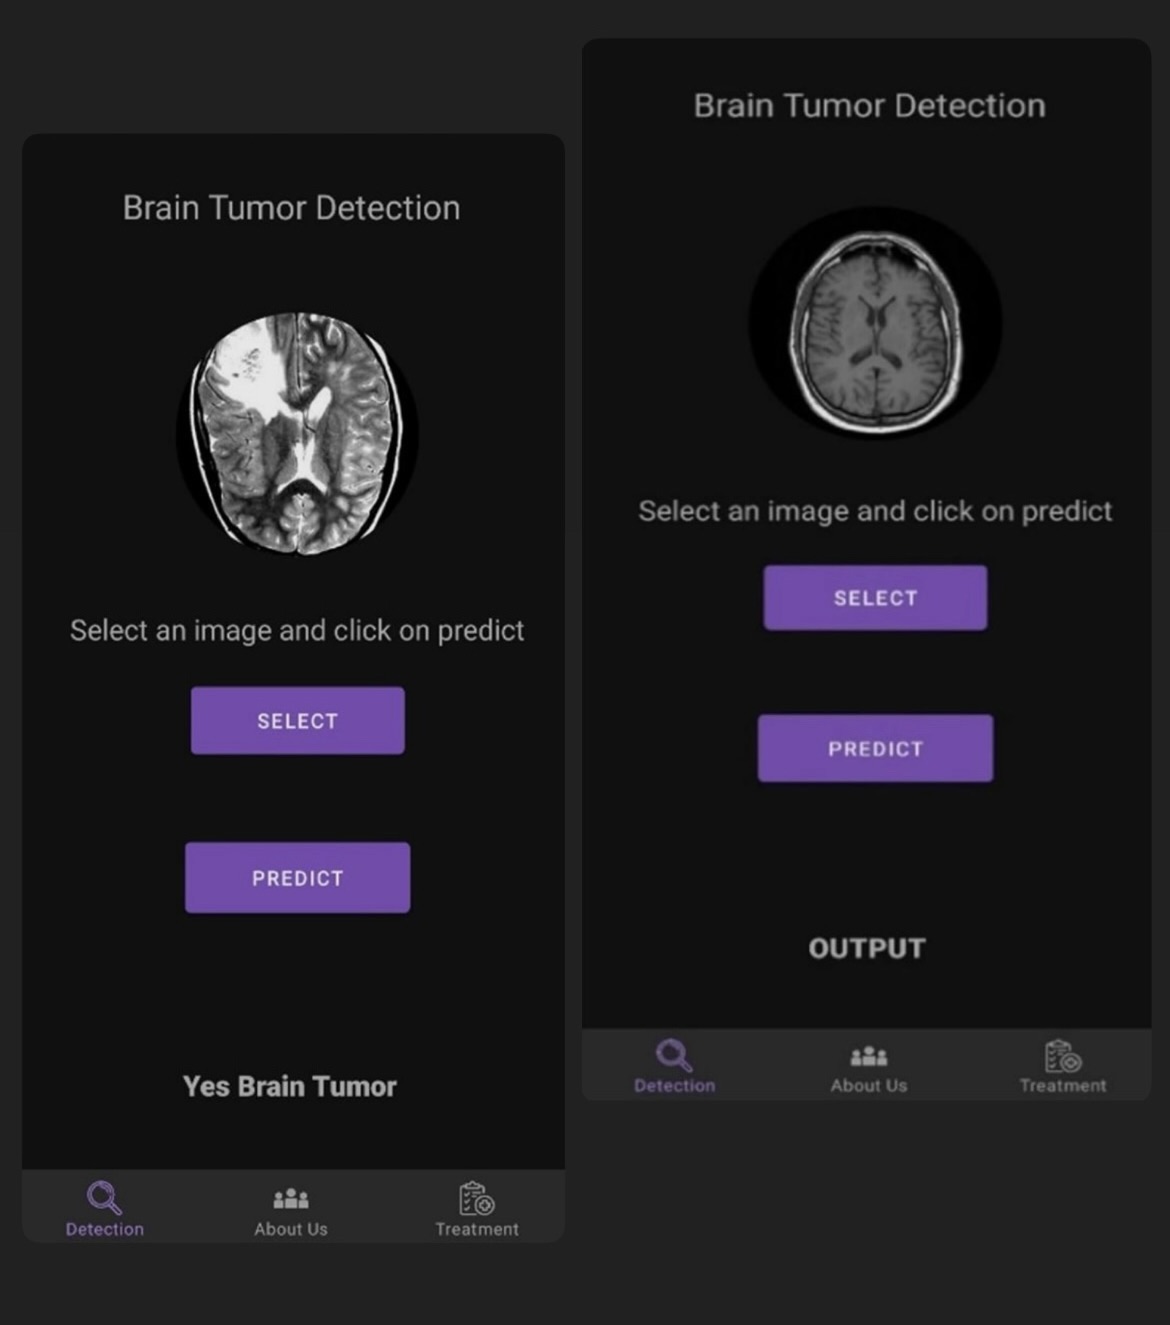 Brain Tumor Detection
Select an image and click on predict
SELECT
PREDICT
Yes Brain Tumor
Detection
About Us
Treatment
Brain Tumor Detection
Select an image and click on predict
SELECT
PREDICT
OUTPUT
Detection
About Us
Treatment